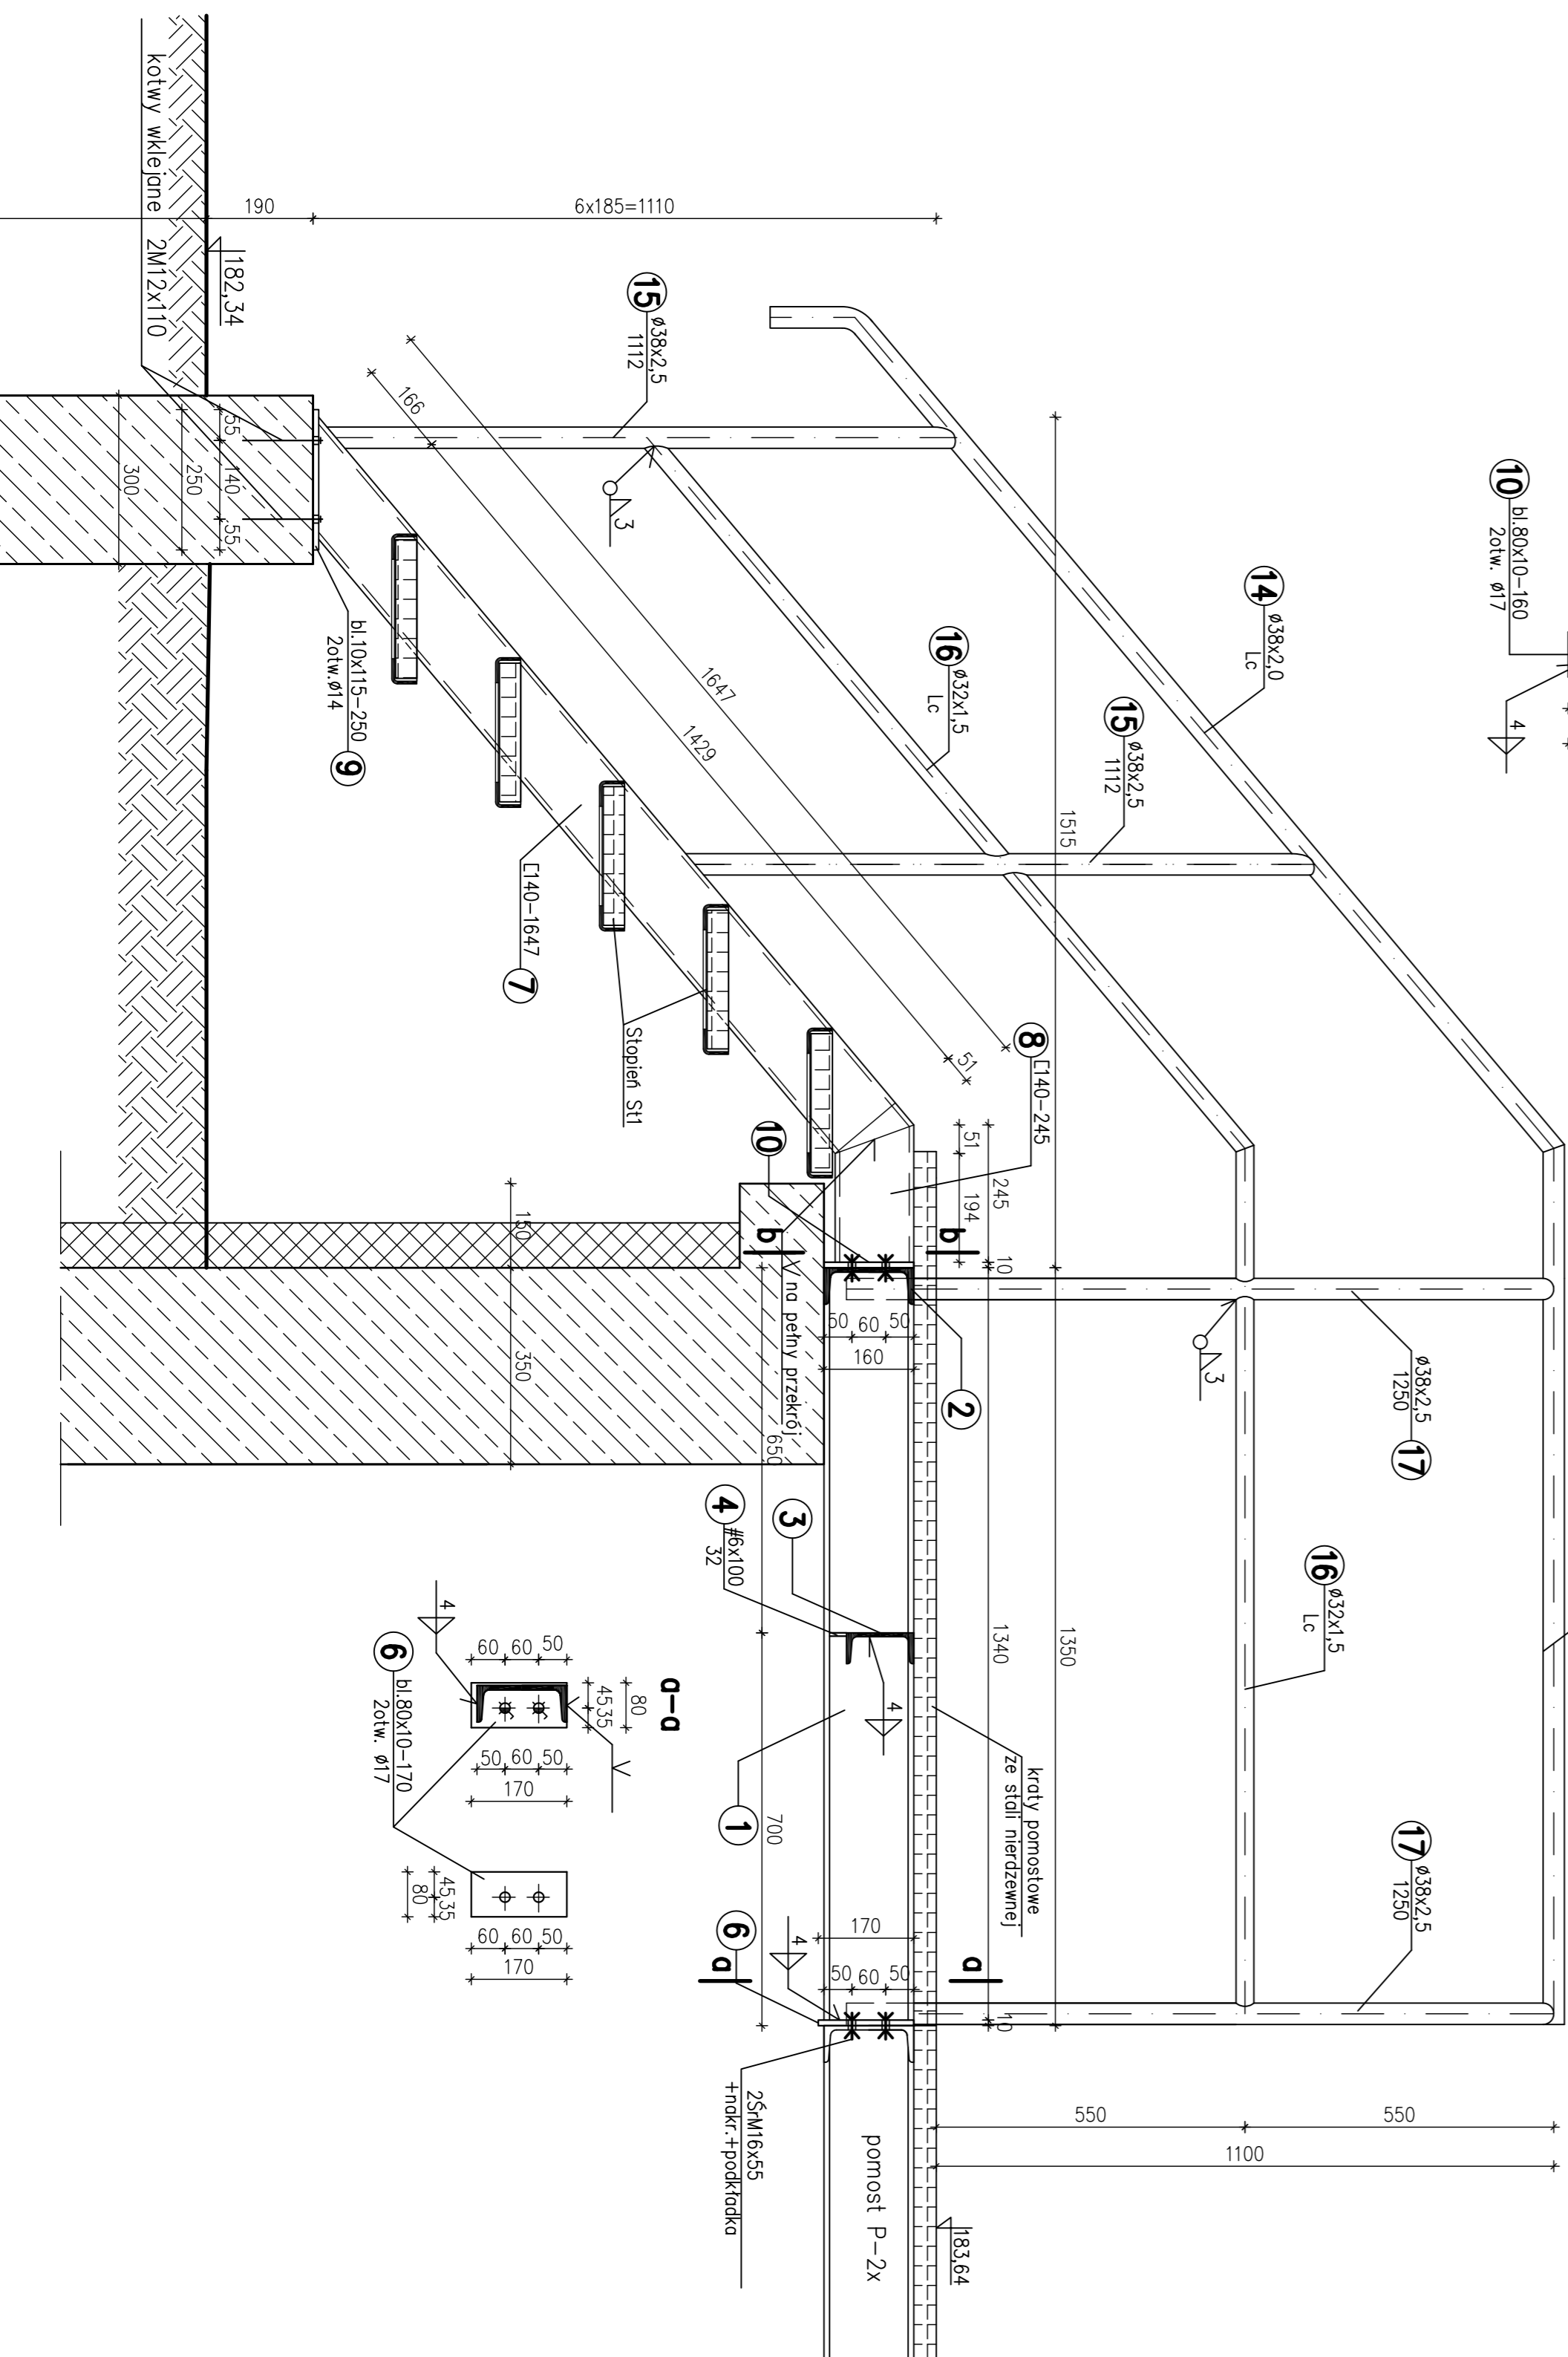 10
bl.80x10-160
2otw. ø17
4
14
ø38x2,0
Lc
15
ø38x2,5
1112
6x185=1110
190
182,34
kotwy wklejane 2M12x110
166
3
1647
1429
51
16
ø32x1,5
Lc
15
ø38x2,5
1112
1515
8
[140-245
55
140
55
250
300
bl.10x115-250
2otw.ø14
9
[140-1647
7
Stopień St1
10
51
245
194
10
b
b
na pełny przekrój
150
350
50
60
50
160
2
650
ø38x2,5
1250
17
3
16
ø32x1,5
Lc
1350
1340
3
4
#6x100
32
4
1
700
kraty pomostowe
ze stali nierdzewnej
17
ø38x2,5
1250
170
50
60
50
4
6
a
a
10
2ŚrM16x55
+nakr.+podkładka
pomost P-2x
183,64
550
550
1100
a-a
4
60
60
50
45
35
80
50
60
50
170
6
bl.80x10-170
2otw. ø17
45
35
80
60
60
50
170